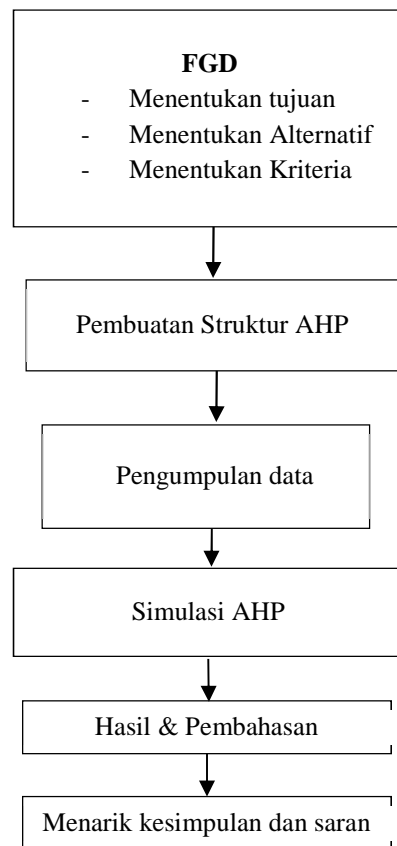 FGD
- Menentukan tujuan
- Menentukan Alternatif
- Menentukan Kriteria
Pembuatan Struktur AHP
Pengumpulan data
Simulasi AHP
Hasil & Pembahasan
Menarik kesimpulan dan saran